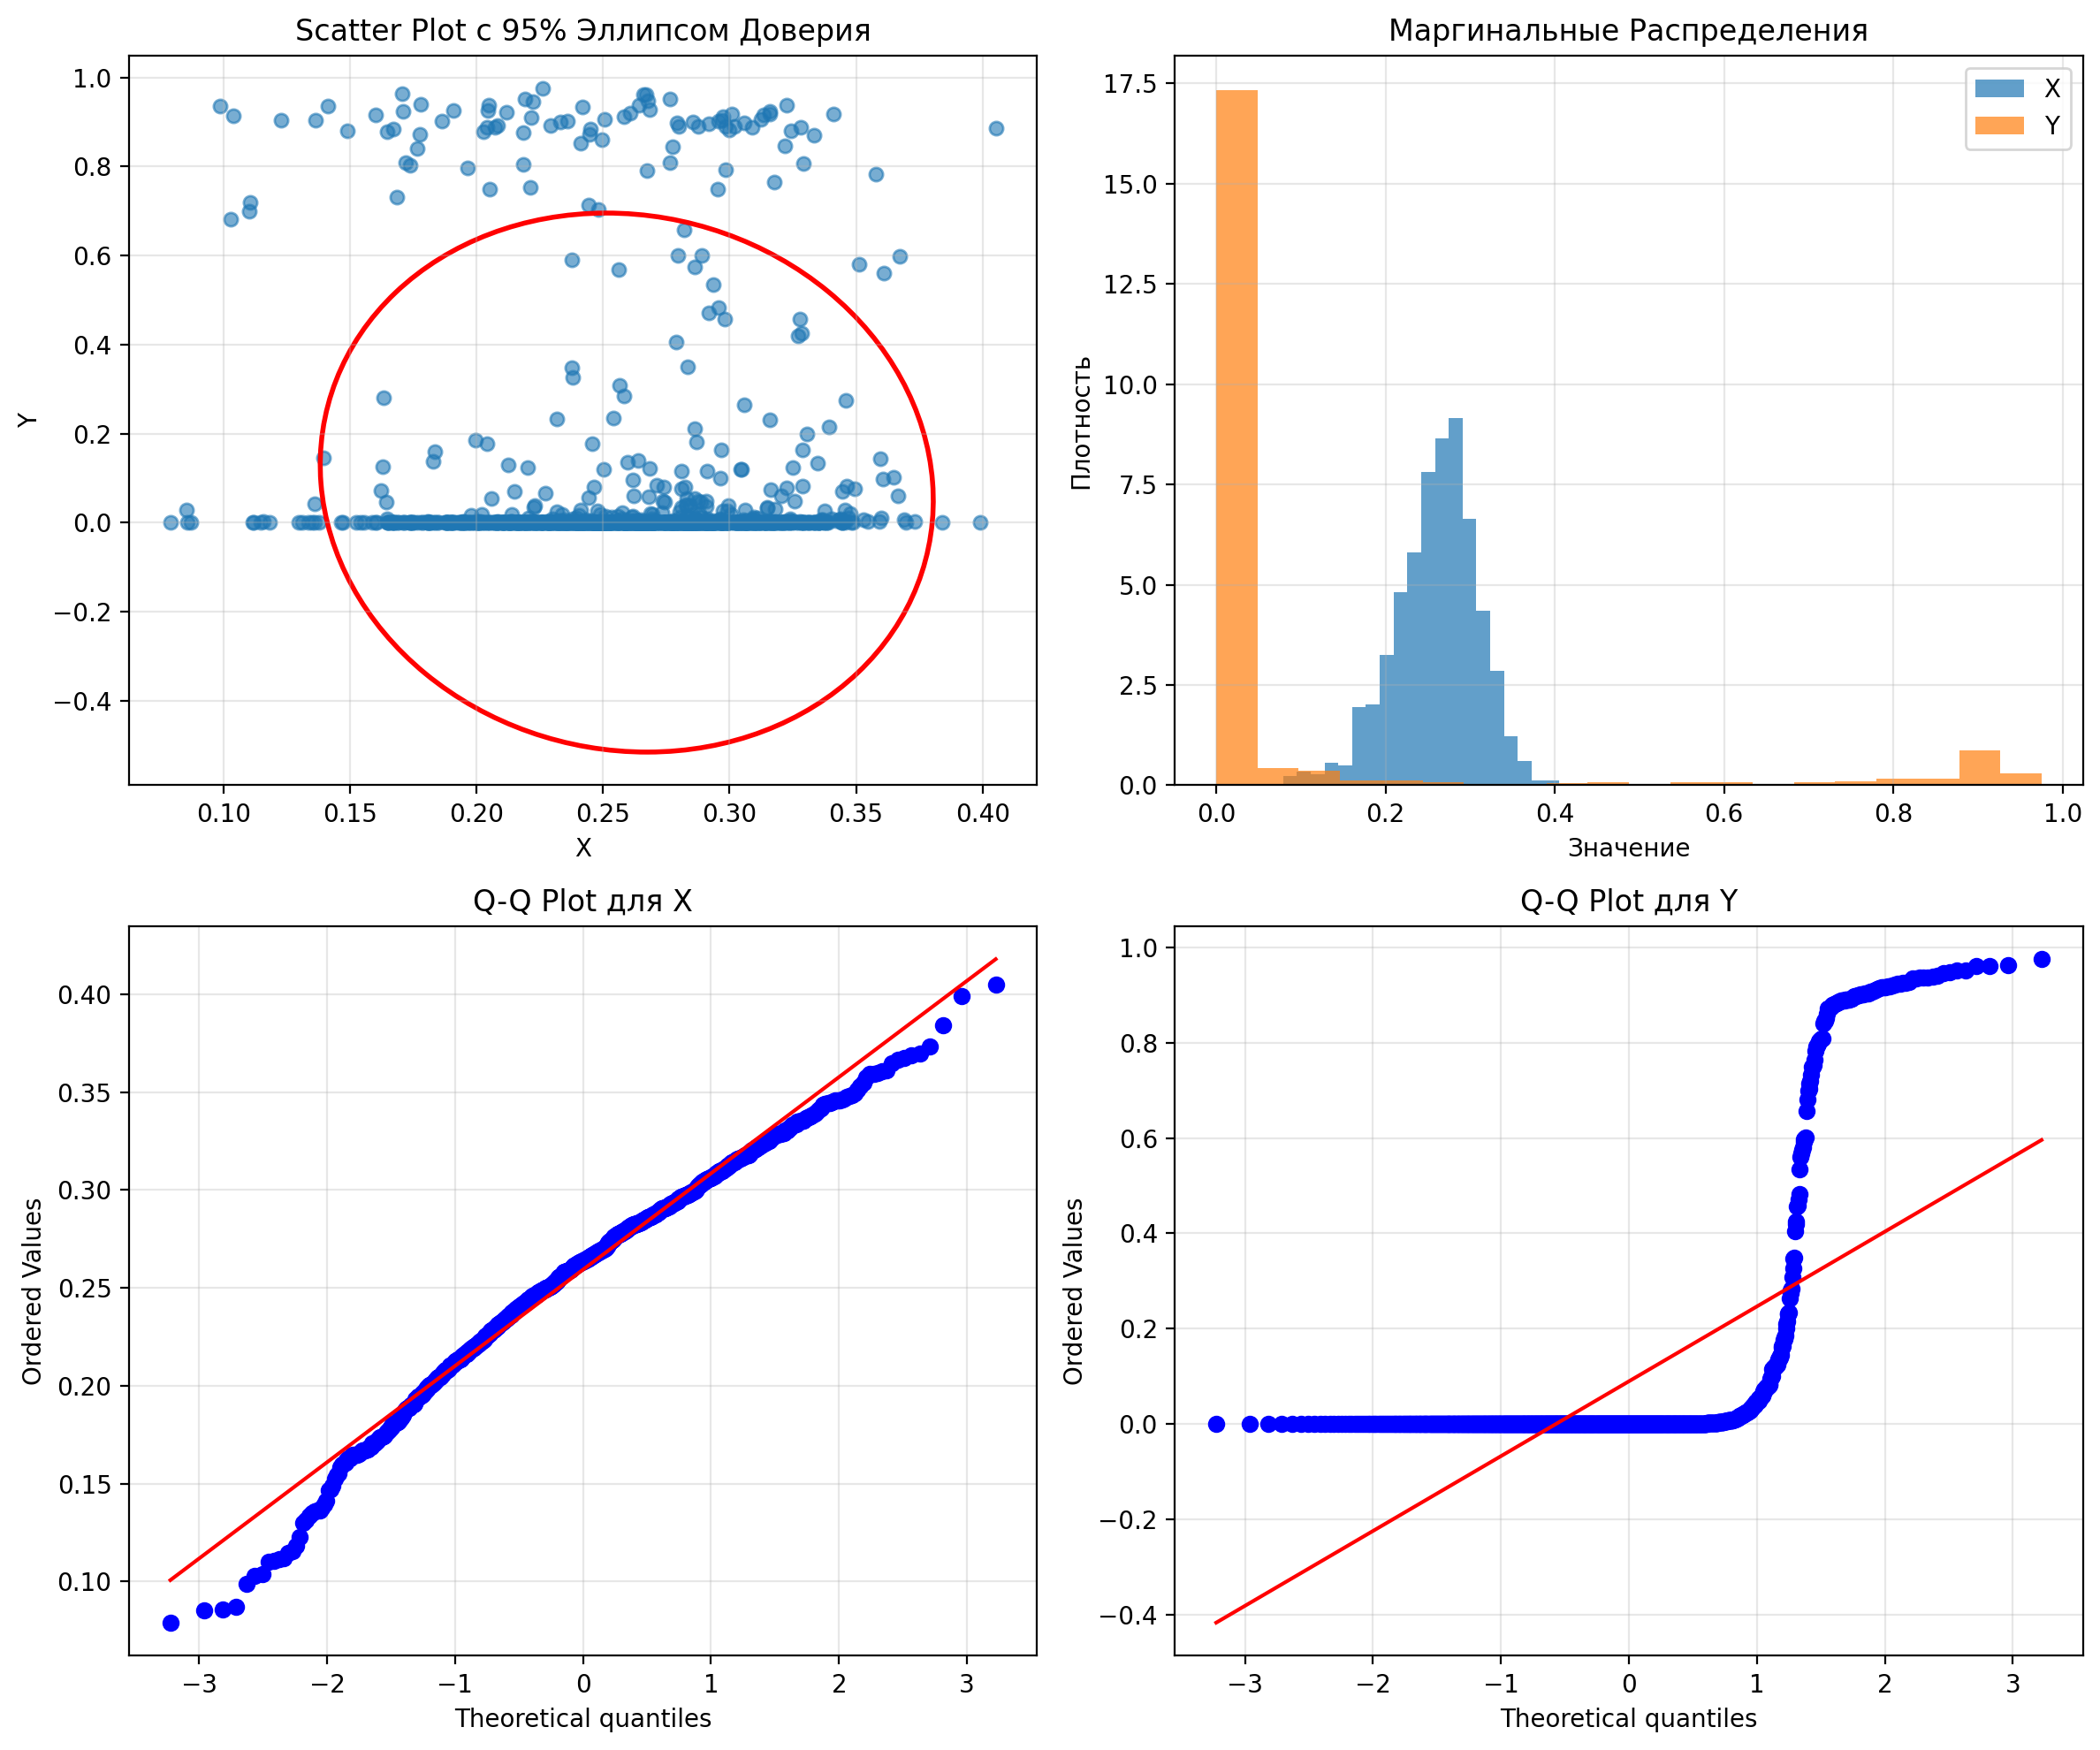 Scatter Plot с 95% Эллипсом Доверия
1.0
0.8
0.6
0.4
0.2
0.0
−0.2
−0.4
Y
0.10 0.15 0.20 0.25 0.30 0.35 0.40
X
Маргинальные Распределения
17.5
15.0
12.5
10.0
7.5
5.0
2.5
0.0
Плотность
X
Y
0.0 0.2 0.4 0.6 0.8 1.0
Значение
Q-Q Plot для X
0.40
0.35
0.30
0.25
0.20
0.15
0.10
Ordered Values
−3 −2 −1 0 1 2 3
Theoretical quantiles
Q-Q Plot для Y
1.0
0.8
0.6
0.4
0.2
0.0
−0.2
−0.4
Ordered Values
−3 −2 −1 0 1 2 3
Theoretical quantiles